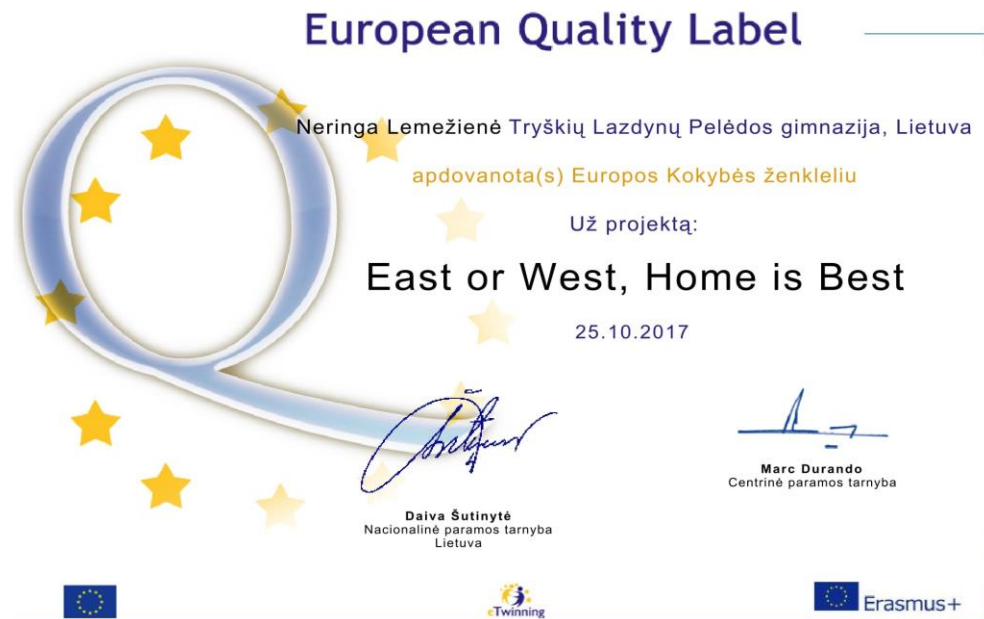 European Quality Label
Neringa Lemežienė Tryškių Lazdynų Pelėdos gimnazija, Lietuva
apdovanota(s) Europos Kokybės ženkleliu
Už projektą:
East or West, Home is Best
25.10.2017
Daiva Šutinytė
Nacionalinė paramos tarnyba
Lietuva
Marc Durando
Centrinė paramos tarnyba
eTwinning
Erasmus+